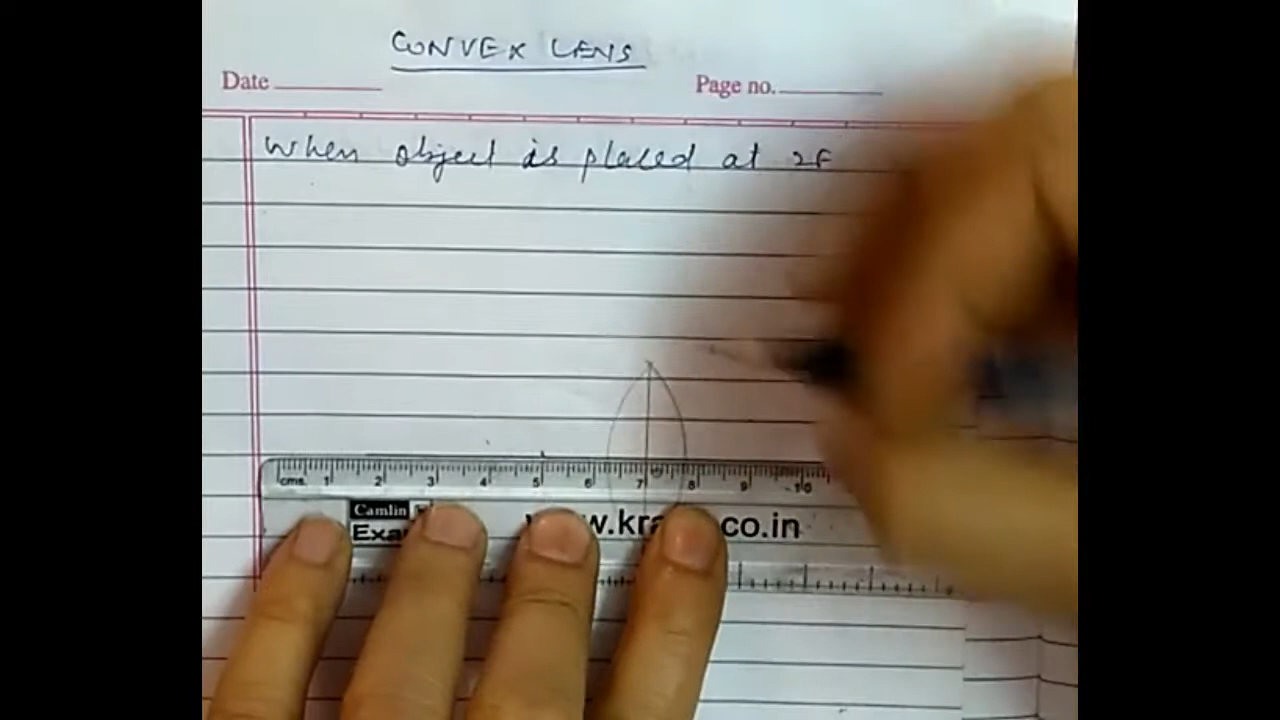 CONVEX LENS
Date
Page no.
When object is placed at 2F
cms. 1 2 3 4 5 6 7 8 9 10
Camlin
Exa
www.kra co.in